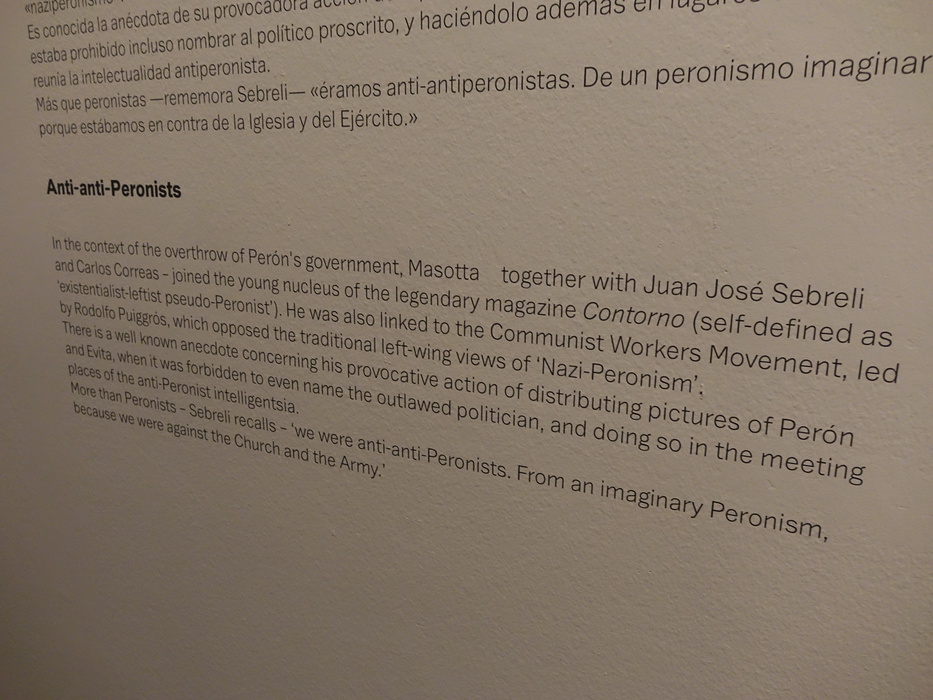 «naziperonismo
Es conocida la anécdota de su provocadora acción
estaba prohibido incluso nombrar al político proscrito, y haciéndolo además en lugares
reunía la intelectualidad antiperonista.
Más que peronistas —rememora Sebreli— «éramos anti-antiperonistas. De un peronismo imaginar
porque estábamos en contra de la Iglesia y del Ejército.»
Anti-anti-Peronists
In the context of the overthrow of Perón's government, Masotta together with Juan José Sebreli
and Carlos Correas – joined the young nucleus of the legendary magazine Contorno (self-defined as
'existentialist-leftist pseudo-Peronist'). He was also linked to the Communist Workers Movement, led
by Rodolfo Puiggrós, which opposed the traditional left-wing views of 'Nazi-Peronism'.
There is a well known anecdote concerning his provocative action of distributing pictures of Perón
and Evita, when it was forbidden to even name the outlawed politician, and doing so in the meeting
places of the anti-Peronist intelligentsia.
More than Peronists – Sebreli recalls – 'we were anti-anti-Peronists. From an imaginary Peronism,
because we were against the Church and the Army.'